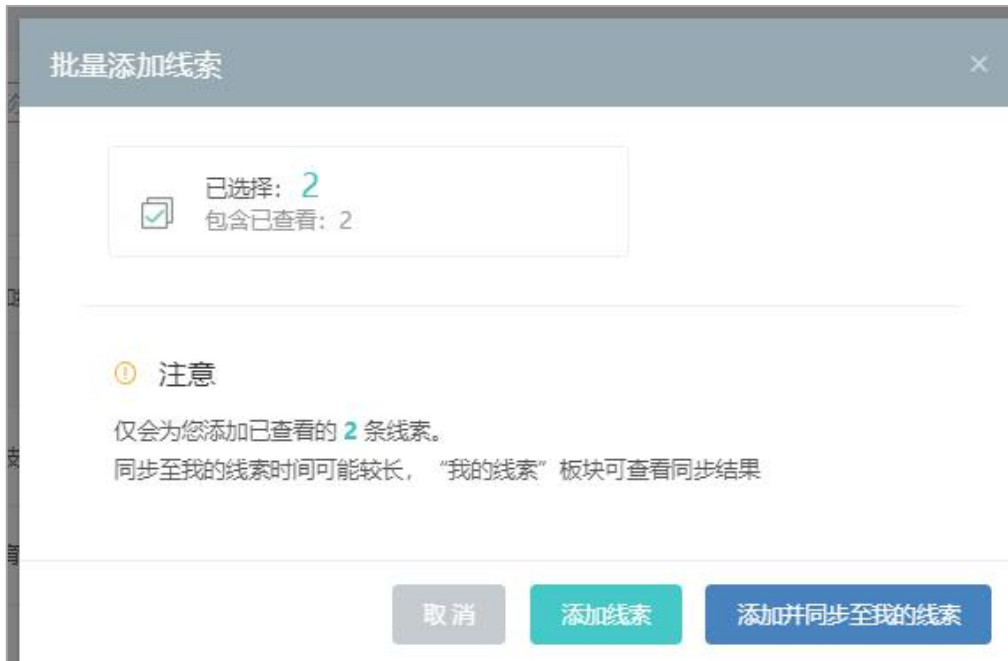 批量添加线索
×
已选择：2
包含已查看：2
注意
仅会为您添加已查看的 2 条线索。
同步至我的线索时间可能较长，“我的线索”板块可查看同步结果
取消
添加线索
添加并同步至我的线索